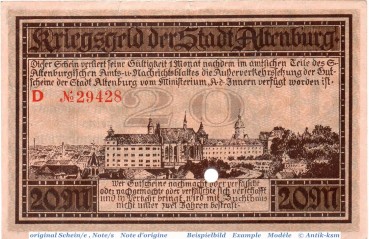 Kriegsgeld der Stadt Altenburg.
Dieser Schein verliert seine Gültigkeit 1 Monat nachdem im amtlichen Teile des S.
Altenburgischen Amts- u. Nachrichtsblattes die Außerverkehrsetzung der Gut-
scheine der Stadt Altenburg vom Ministerium A. d. Innern verfügt worden ist.
D № 29428
20
20M
20M
Wer Gutscheine nachmacht oder verfälscht
oder nachgemachte oder verfälschte sich verschafft
und in Verkehr bringt, wird mit Zuchthaus
nicht unter zwei Jahren bestraft.
original Schein/e , Note/s Note d'origine Beispielbild Example Modèle © Antik-ksm